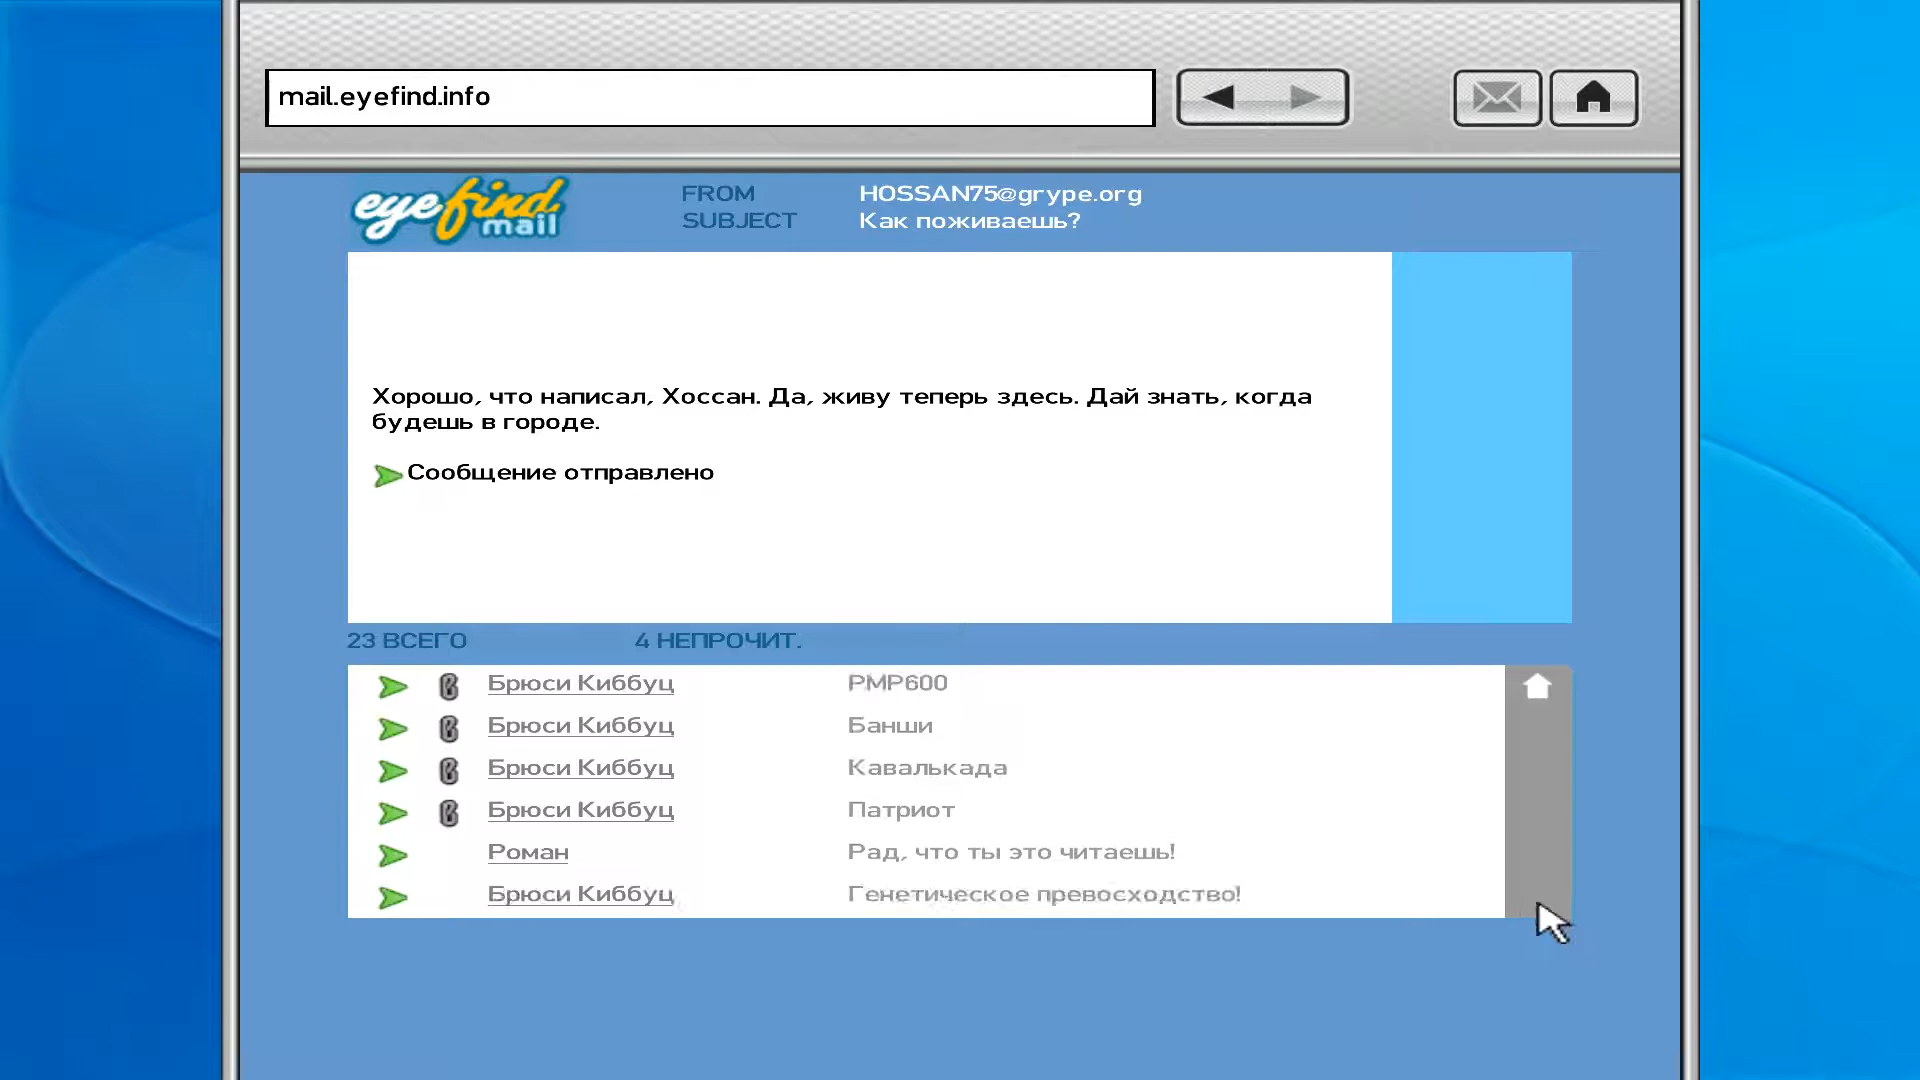 mail.eyefind.info
eyefind mail
FROM HOSSAN75@grype.org
SUBJECT Как поживаешь?
Хорошо, что написал, Хоссан. Да, живу теперь здесь. Дай знать, когда
будешь в городе.
Сообщение отправлено
23 ВСЕГО 4 НЕПРОЧИТ.
Брюси Киббуц PMP600
Брюси Киббуц Банши
Брюси Киббуц Кавалькада
Брюси Киббуц Патриот
Роман Рад, что ты это читаешь!
Брюси Киббуц Генетическое превосходство!